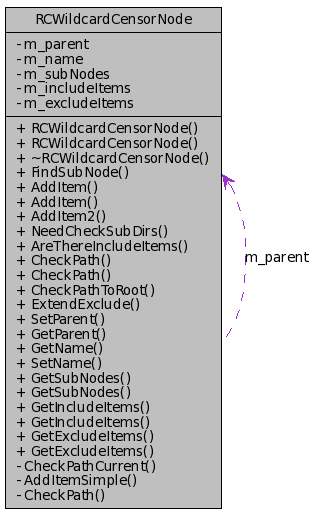 RCWildcardCensorNode
- m_parent
- m_name
- m_subNodes
- m_includeItems
- m_excludeItems
+ RCWildcardCensorNode()
+ RCWildcardCensorNode()
+ ~RCWildcardCensorNode()
+ FindSubNode()
+ AddItem()
+ AddItem()
+ AddItem2()
+ NeedCheckSubDirs()
+ AreThereIncludeItems()
+ CheckPath()
+ CheckPath()
+ CheckPathToRoot()
+ ExtendExclude()
+ SetParent()
+ GetParent()
+ GetName()
+ SetName()
+ GetSubNodes()
+ GetSubNodes()
+ GetIncludeItems()
+ GetIncludeItems()
+ GetExcludeItems()
+ GetExcludeItems()
- CheckPathCurrent()
- AddItemSimple()
- CheckPath()
m_parent